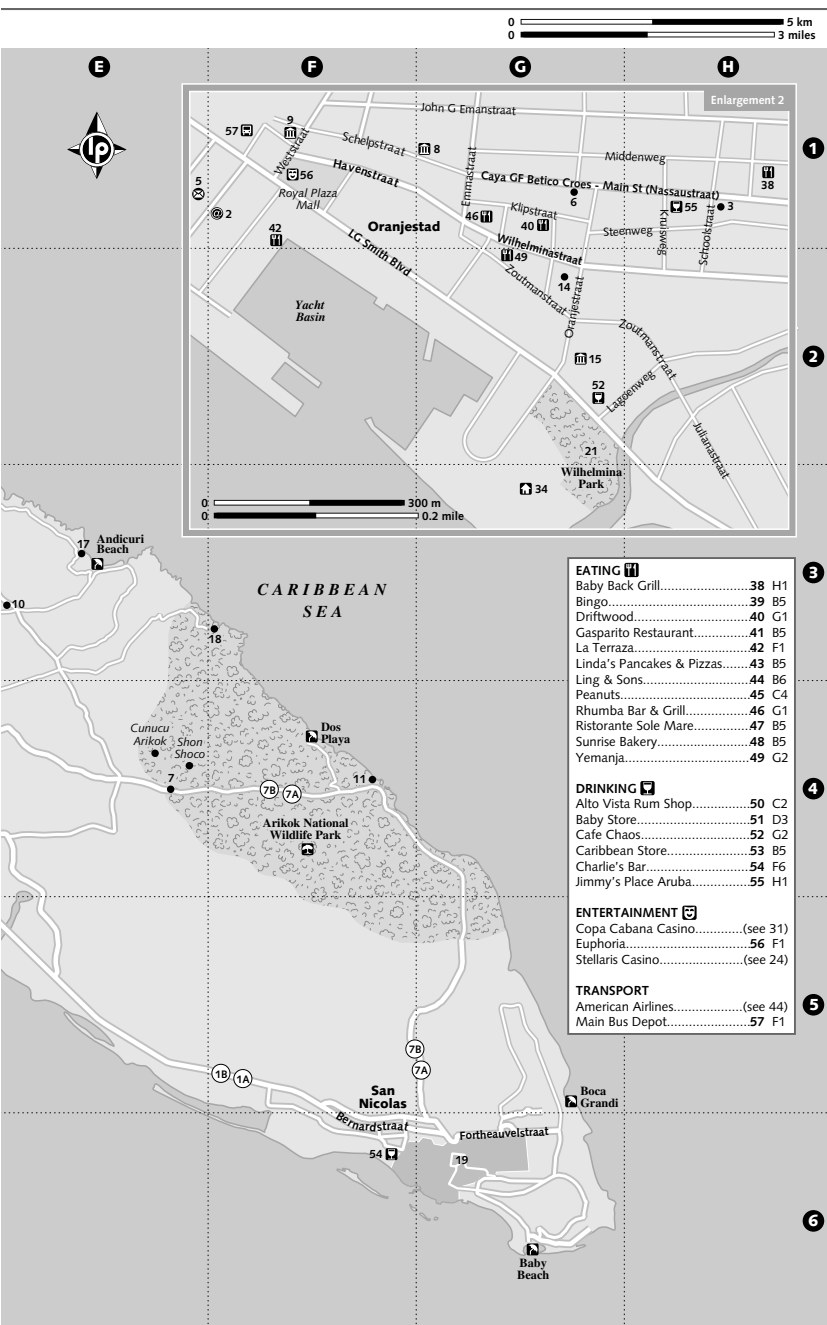 0 5 km
0 3 miles
E F G H
Enlargement 2
John G Emanstraat
9
57
Weststraat
Schelpstraat
8
Middenweg
1
5
56
Havenstraat
Emmastraat
Caya GF Betico Croes - Main St (Nassaustraat)
38
Royal Plaza
Mall
@ 2
6
55
3
Oranjestad
46
Klipstraat
40
Kruisweg
Schoolstraat
Steenweg
42
LG Smith Blvd
Wilhelminastraat
49
Zoutmanstraat
14
Oranjestraat
Yacht
Basin
Zoutmanstraat
15
2
52
Lagoenweg
Julianastraat
21
Wilhelmina
Park
34
0 300 m
0 0.2 mile
17
Andicuri
Beach
10
CARIBBEAN
SEA
18
3
EATING
Baby Back Grill.....................38 H1
Bingo...................................39 B5
Driftwood............................40 G1
Gasparito Restaurant...........41 B5
La Terraza............................42 F1
Linda's Pancakes & Pizzas.......43 B5
Ling & Sons.........................44 B6
Peanuts................................45 C4
Rhumba Bar & Grill..............46 G1
Ristorante Sole Mare............47 B5
Sunrise Bakery.....................48 B5
Yemanja...............................49 G2
DRINKING
Alto Vista Rum Shop............50 C2
Baby Store...........................51 D3
Cafe Chaos..........................52 G2
Caribbean Store...................53 B5
Charlie's Bar........................54 F6
Jimmy's Place Aruba............55 H1
ENTERTAINMENT
Copa Cabana Casino.............(see 31)
Euphoria..............................56 F1
Stellaris Casino.....................(see 24)
TRANSPORT
American Airlines..................(see 44)
Main Bus Depot...................57 F1
Cunucu
Arikok
Shon
Shoco
Dos
Playa
7
7B
7A
11
4
Arikok National
Wildlife Park
5
7B
7A
1B
1A
San
Nicolas
Boca
Grandi
Bernardstraat
Fortheauvelstraat
54
19
6
Baby
Beach
lp